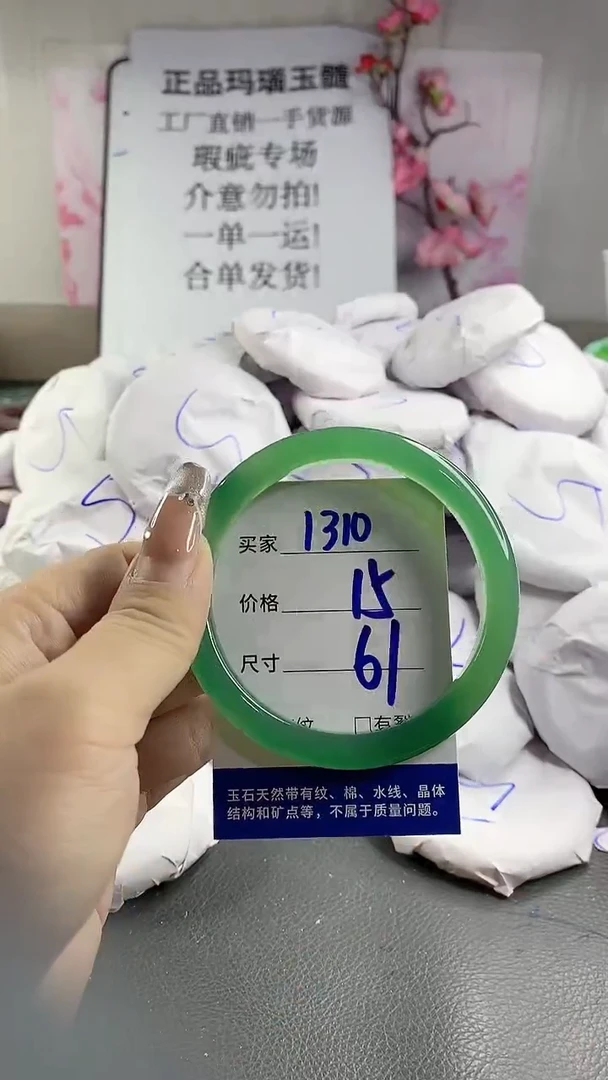 正品玛瑙玉髓
工厂直销一手货源
瑕疵专场
介意勿拍!
一单一运!
合单发货!
买家 1310
价格 15
尺寸 61
纹 □有裂
玉石天然带有纹、棉、水线、晶体
结构和矿点等，不属于质量问题。